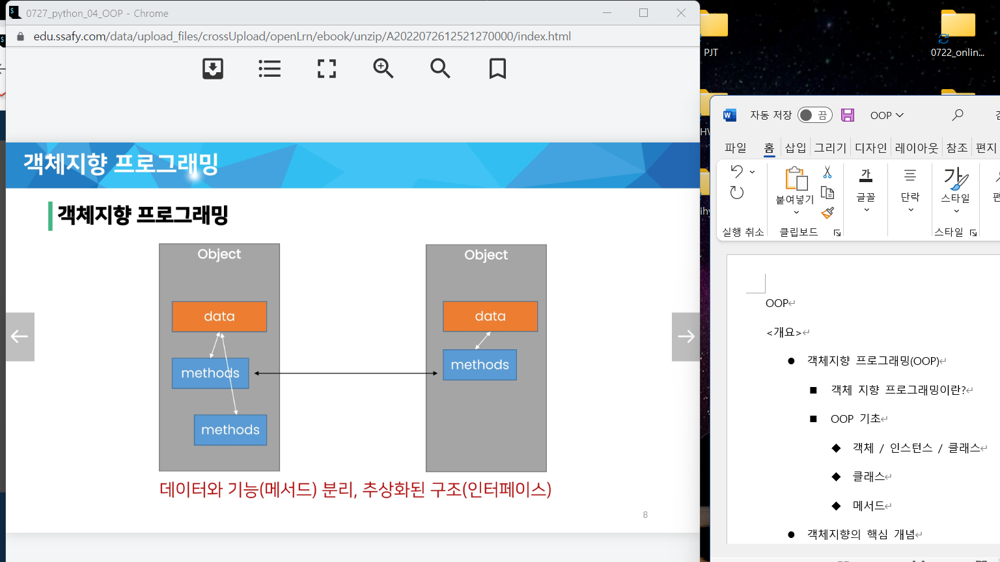 0727_python_04_OOP - Chrome
edu.ssafy.com/data/upload_files/crossUpload/openLrn/ebook/unzip/A2022072612521270000/index.html
객체지향 프로그래밍
객체지향 프로그래밍
Object
data
methods
methods
Object
data
methods
데이터와 기능(메서드) 분리, 추상화된 구조(인터페이스)
8
PJT
0722_onlin...
자동 저장 끔 OOP
파일 홈 삽입 그리기 디자인 레이아웃 참조 편지
붙여넣기 글꼴 단락 스타일
실행 취소 클립보드 스타일
OOP
<개요>
● 객체지향 프로그래밍(OOP)
■ 객체 지향 프로그래밍이란?
■ OOP 기초
◆ 객체 / 인스턴스 / 클래스
◆ 클래스
◆ 메서드
● 객체지향의 핵심 개념